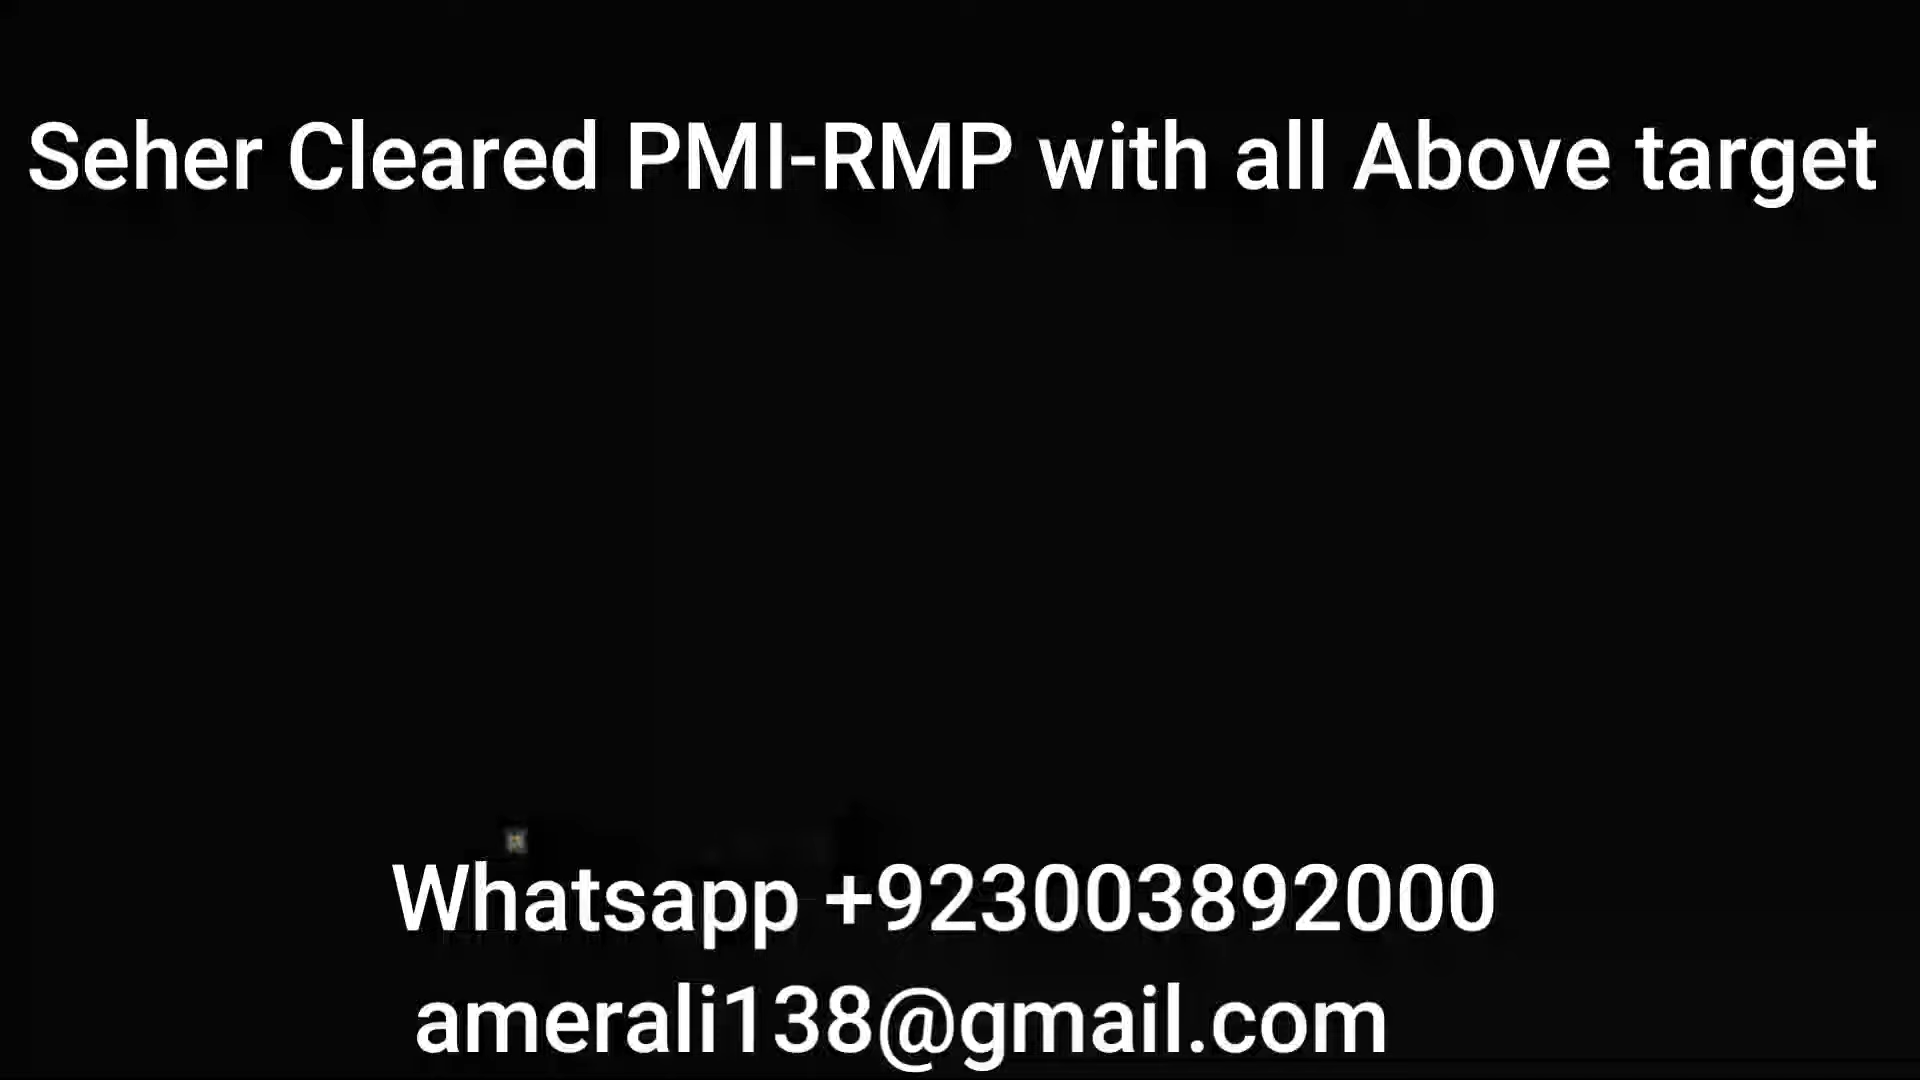 Seher Cleared PMI-RMP with all Above target
Whatsapp +923003892000
amerali138@gmail.com